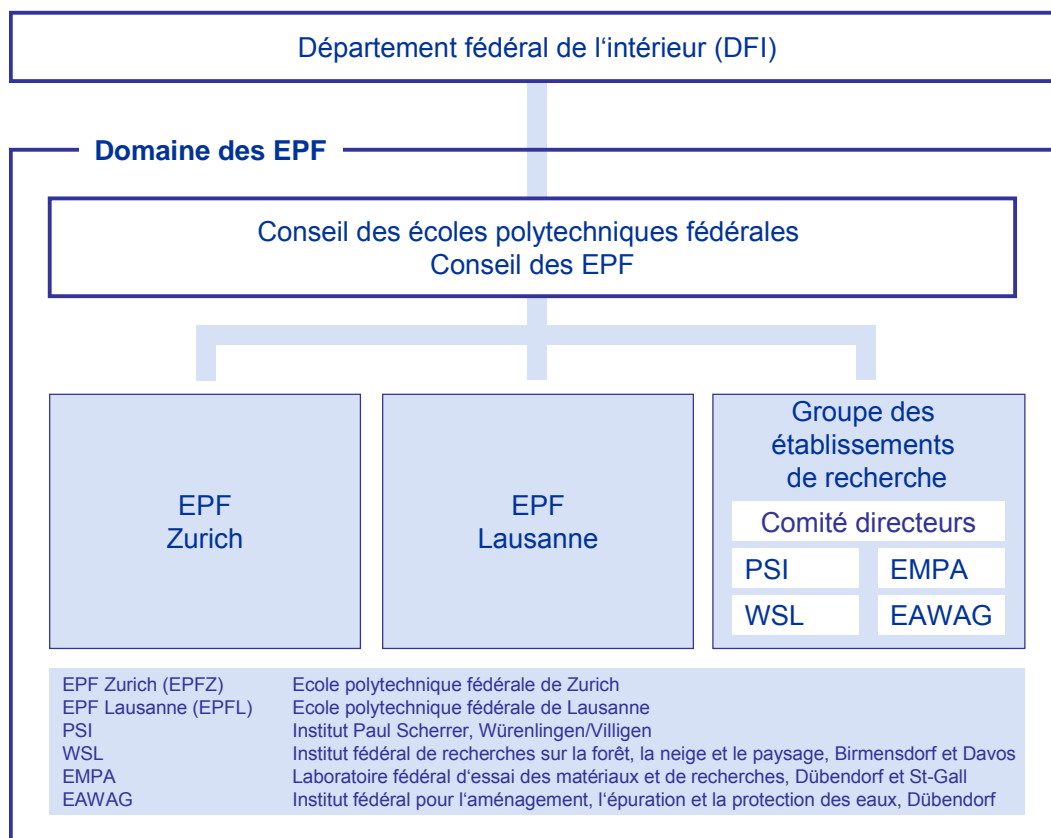 Département fédéral de l‘intérieur (DFI)
Domaine des EPF
Conseil des écoles polytechniques fédérales
Conseil des EPF
EPF
Zurich
EPF
Lausanne
Groupe des
établissements
de recherche
Comité directeurs
PSI EMPA
WSL EAWAG
EPF Zurich (EPFZ) Ecole polytechnique fédérale de Zurich
EPF Lausanne (EPFL) Ecole polytechnique fédérale de Lausanne
PSI Institut Paul Scherrer, Würenlingen/Villigen
WSL Institut fédéral de recherches sur la forêt, la neige et le paysage, Birmensdorf et Davos
EMPA Laboratoire fédéral d‘essai des matériaux et de recherches, Dübendorf et St-Gall
EAWAG Institut fédéral pour l‘aménagement, l‘épuration et la protection des eaux, Dübendorf